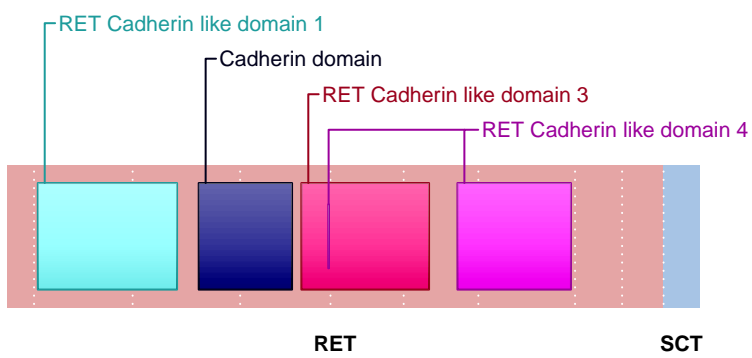 RET Cadherin like domain 1
Cadherin domain
RET Cadherin like domain 3
RET Cadherin like domain 4
RET
SCT